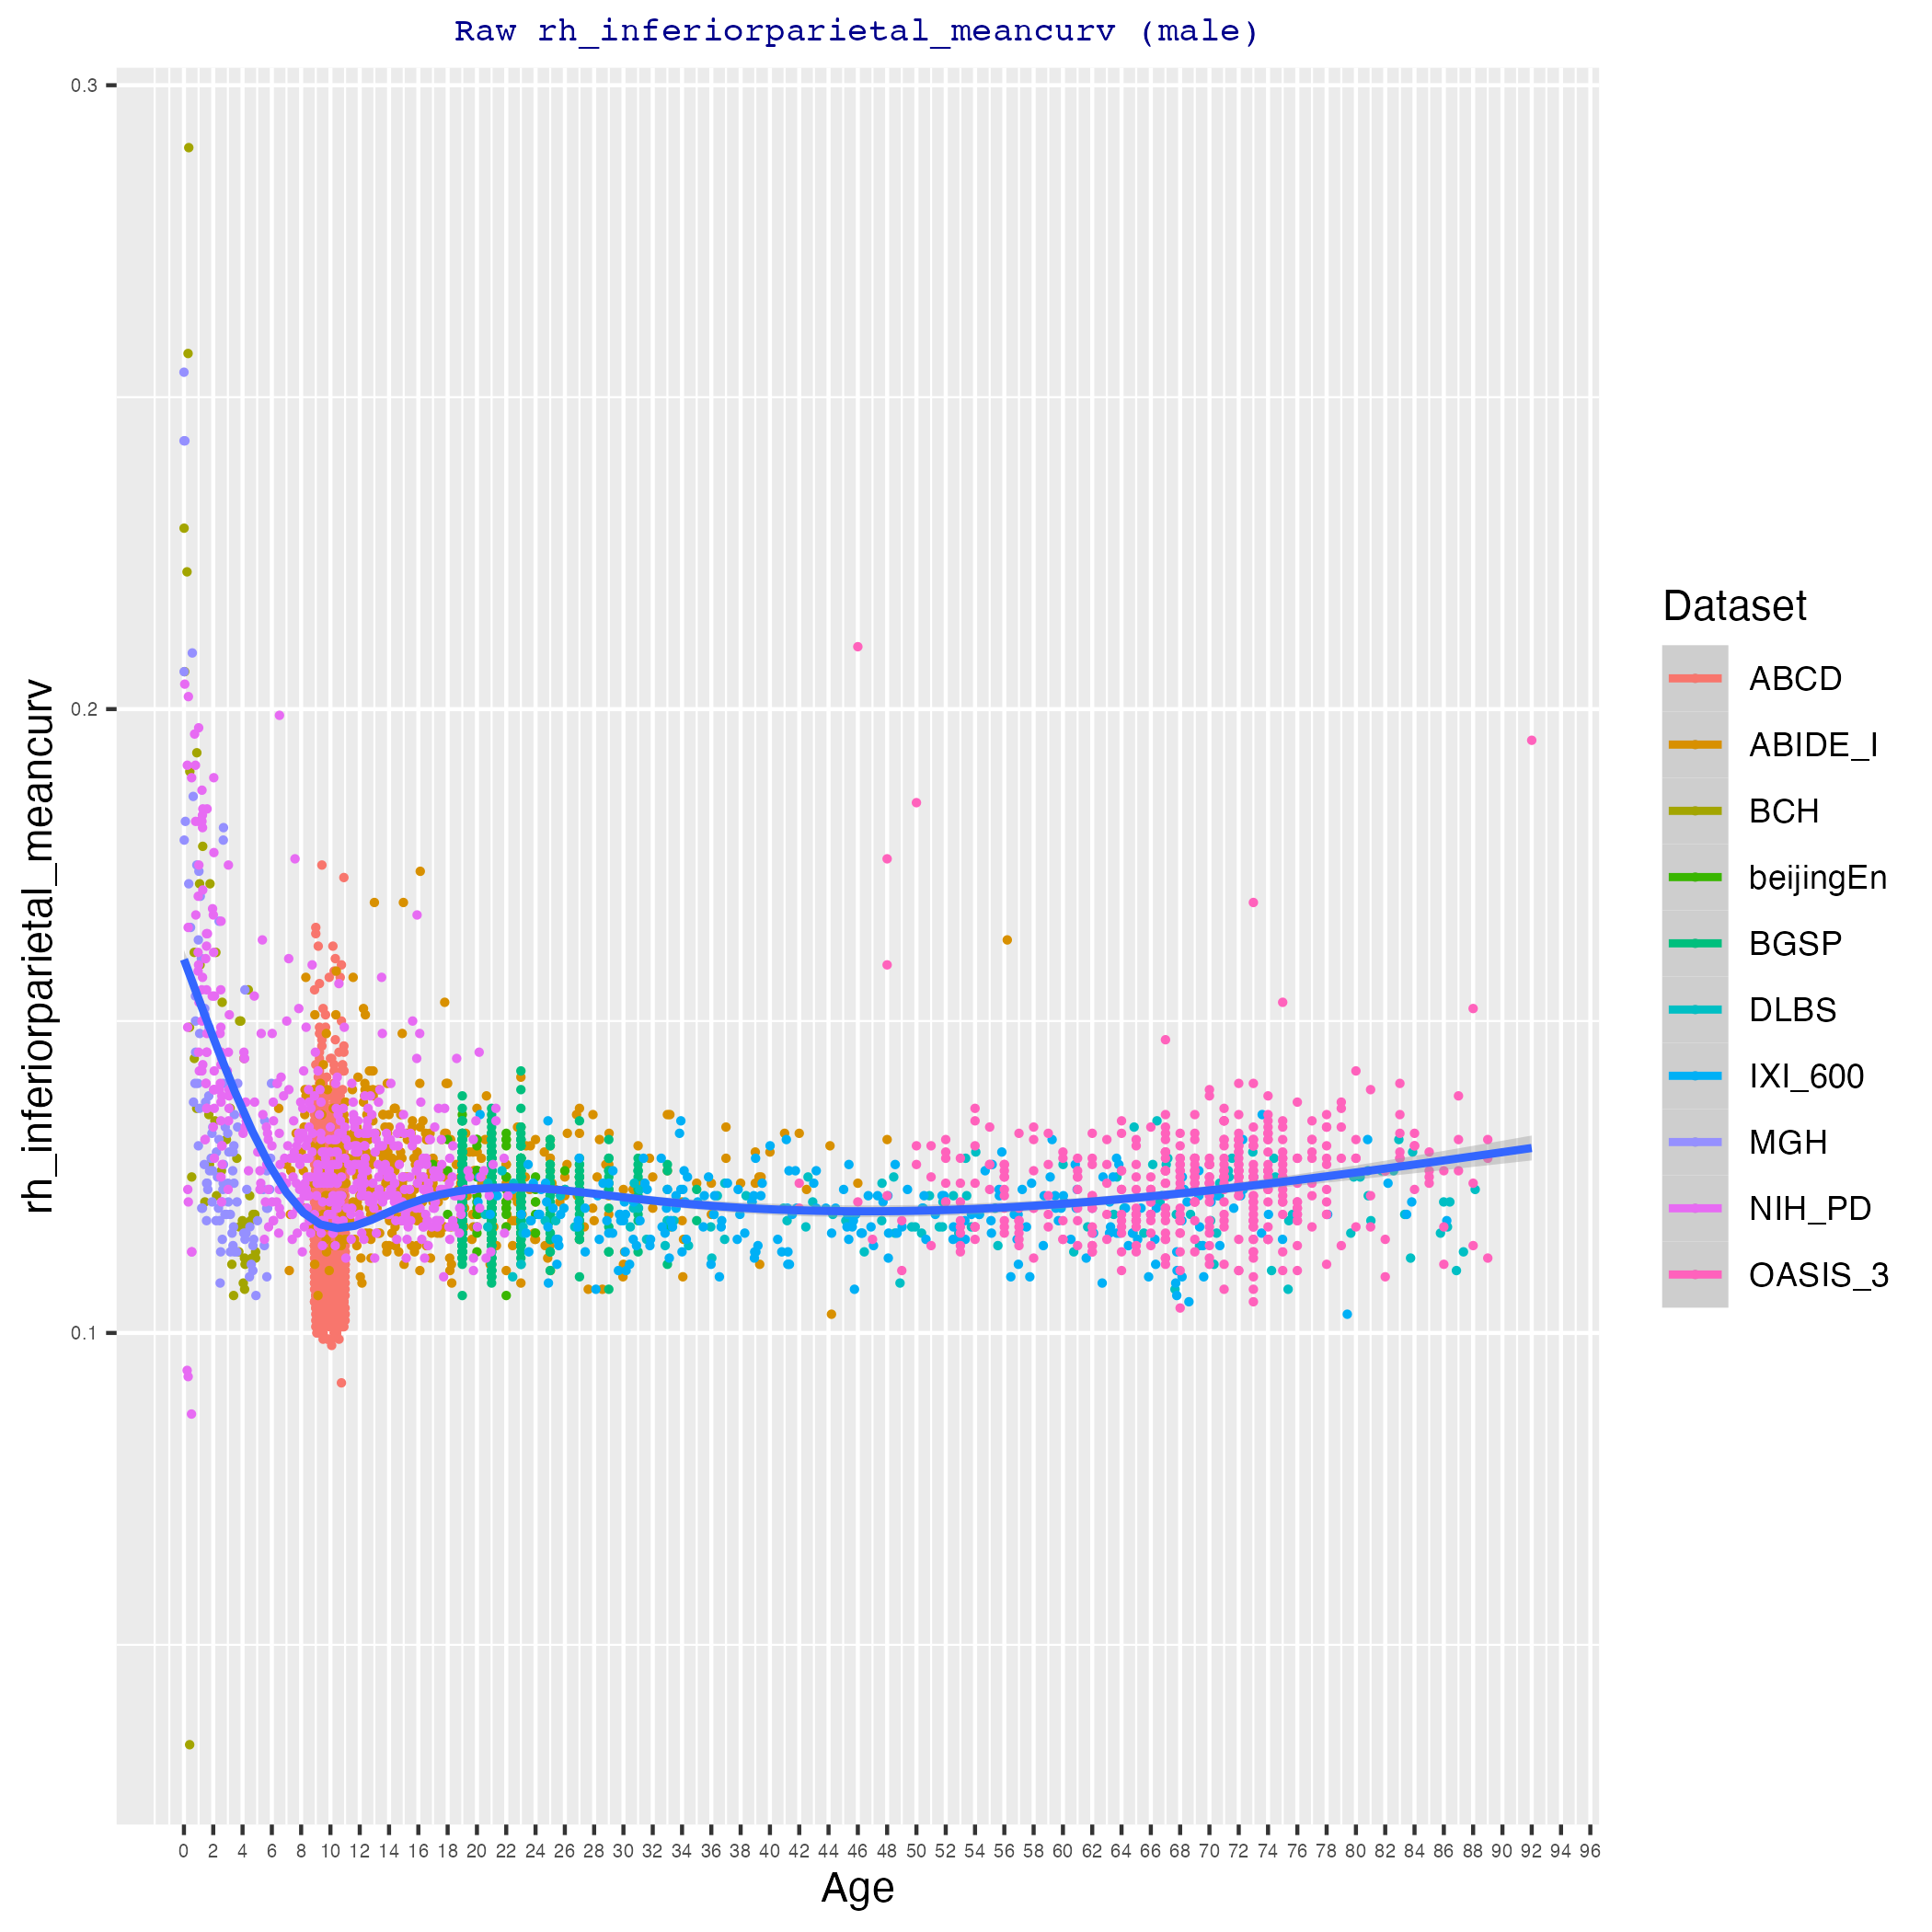 Raw rh_inferiorparietal_meancurv (male)
rh_inferiorparietal_meancurv
0.3
0.2
0.1
0 2 4 6 8 10 12 14 16 18 20 22 24 26 28 30 32 34 36 38 40 42 44 46 48 50 52 54 56 58 60 62 64 66 68 70 72 74 76 78 80 82 84 86 88 90 92 94 96
Age
Dataset
ABCD
ABIDE_I
BCH
beijingEn
BGSP
DLBS
IXI_600
MGH
NIH_PD
OASIS_3